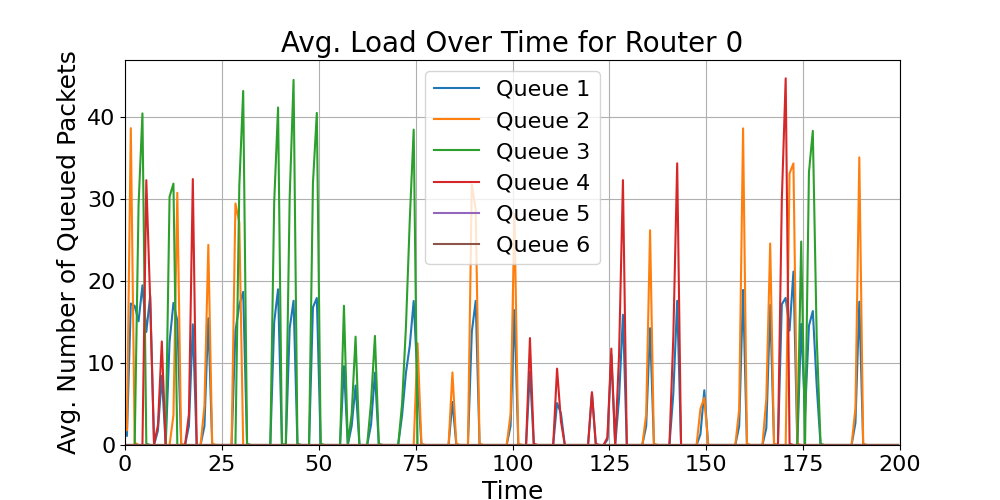 Avg. Load Over Time for Router 0
Avg. Number of Queued Packets
40
30
20
10
0
Queue 1
Queue 2
Queue 3
Queue 4
Queue 5
Queue 6
0 25 50 75 100 125 150 175 200
Time